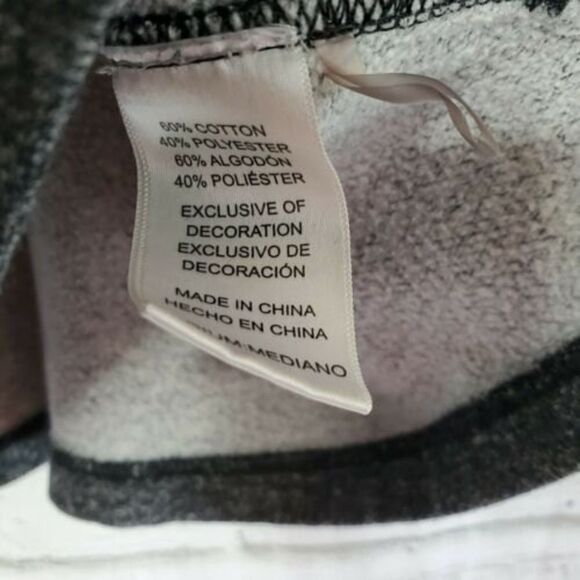 60% COTTON
40% POLYESTER
60% ALGODÓN
40% POLIÉSTER
EXCLUSIVE OF
DECORATION
EXCLUSIVO DE
DECORACIÓN
MADE IN CHINA
HECHO EN CHINA
MEDIANO